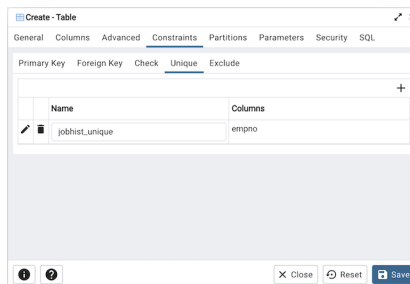 Create - Table
General Columns Advanced Constraints Partitions Parameters Security SQL
Primary Key Foreign Key Check Unique Exclude
Name Columns
jobhist_unique empno
Close Reset Save